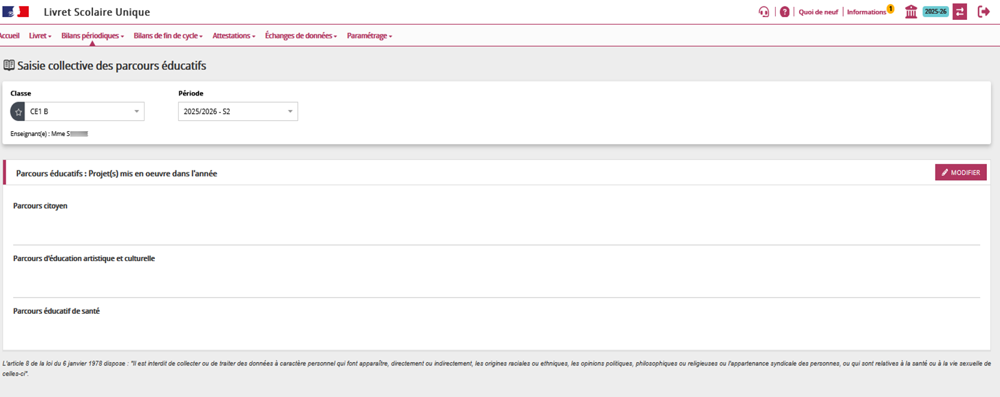 Livret Scolaire Unique
? Quoi de neuf Informations 1 2025-26
Accueil Livret Bilans périodiques Bilans de fin de cycle Attestations Échanges de données Paramétrage
Saisie collective des parcours éducatifs
Classe Période
CE1 B 2025/2026 - S2
Enseignant(e) : Mme S
Parcours éducatifs : Projet(s) mis en oeuvre dans l'année MODIFIER
Parcours citoyen
Parcours d'éducation artistique et culturelle
Parcours éducatif de santé
L'article 8 de la loi du 6 janvier 1978 dispose : "Il est interdit de collecter ou de traiter des données à caractère personnel qui font apparaître, directement ou indirectement, les origines raciales ou ethniques, les opinions politiques, philosophiques ou religieuses ou l'appartenance syndicale des personnes, ou qui sont relatives à la santé ou à la vie sexuelle de
celles-ci".